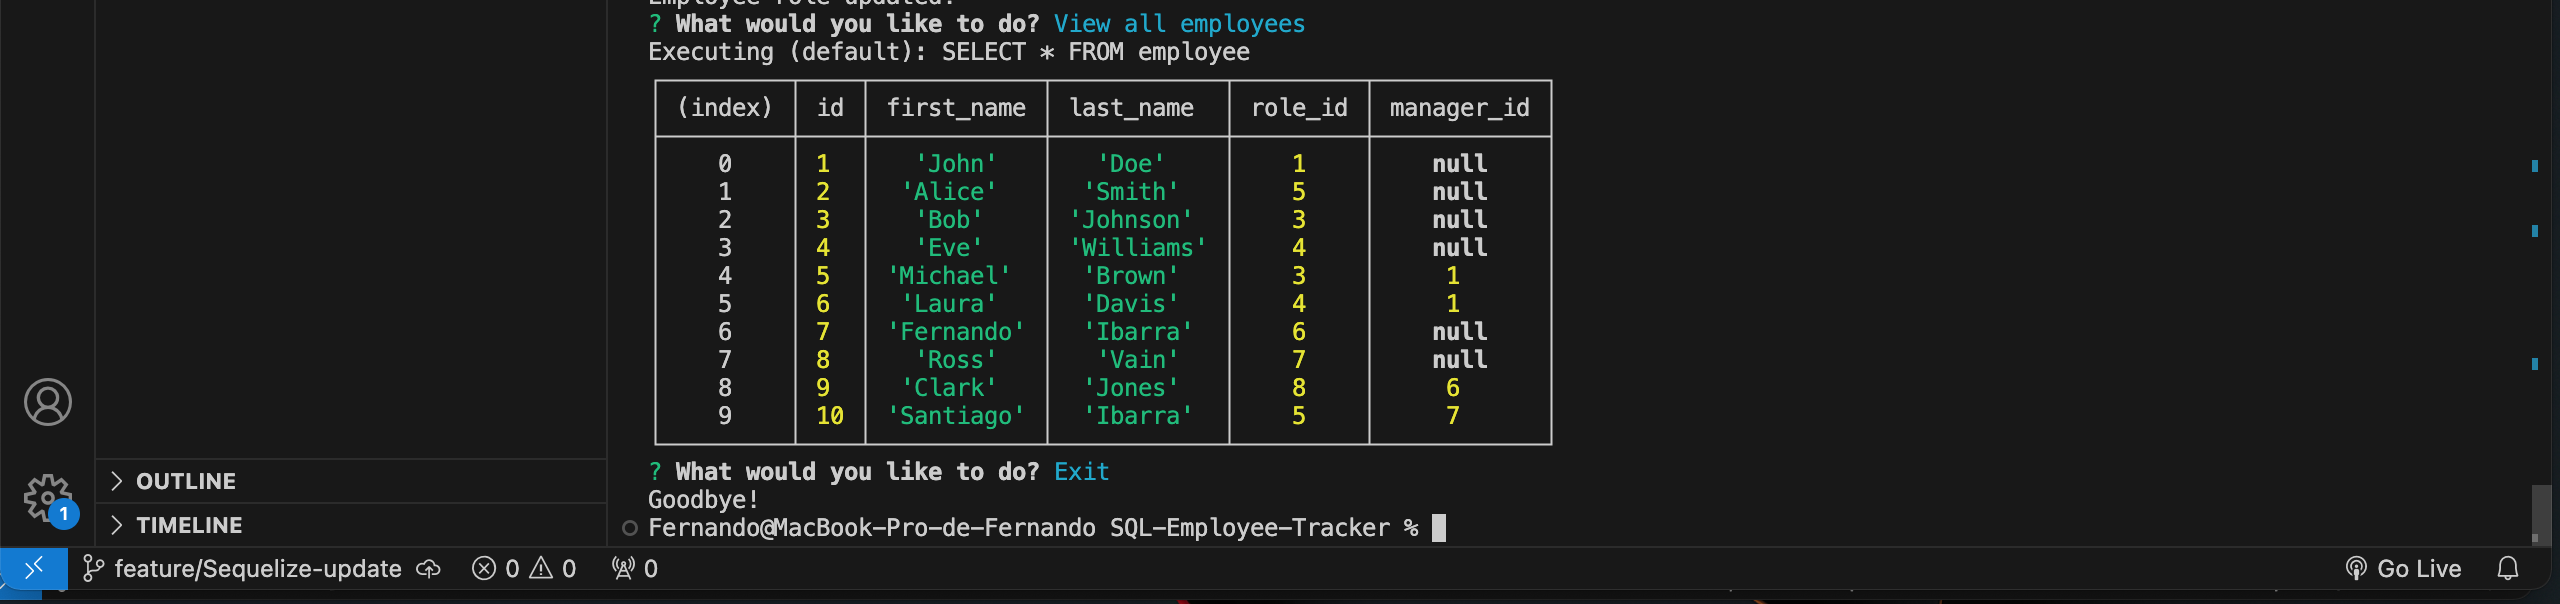 Employee role updated!
? What would you like to do? View all employees
Executing (default): SELECT * FROM employee
(index) id first_name last_name role_id manager_id
0 1 'John' 'Doe' 1 null
1 2 'Alice' 'Smith' 5 null
2 3 'Bob' 'Johnson' 3 null
3 4 'Eve' 'Williams' 4 null
4 5 'Michael' 'Brown' 3 1
5 6 'Laura' 'Davis' 4 1
6 7 'Fernando' 'Ibarra' 6 null
7 8 'Ross' 'Vain' 7 null
8 9 'Clark' 'Jones' 8 6
9 10 'Santiago' 'Ibarra' 5 7
? What would you like to do? Exit
Goodbye!
Fernando@MacBook-Pro-de-Fernando SQL-Employee-Tracker %
OUTLINE
TIMELINE
1
feature/Sequelize-update 0 0 0 Go Live